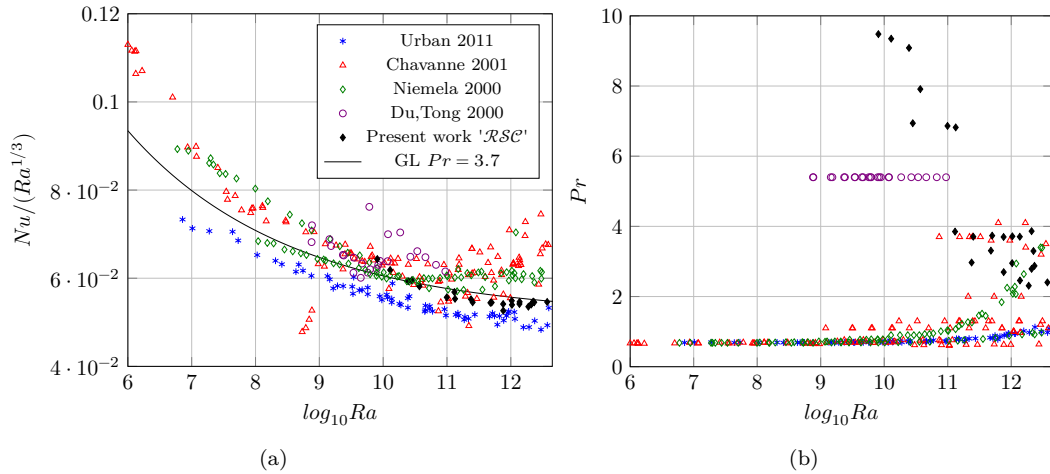 0.12
0.1
8 · 10⁻²
6 · 10⁻²
4 · 10⁻²
Nu/(Ra^{1/3})
Urban 2011
Chavanne 2001
Niemela 2000
Du,Tong 2000
Present work 'RSC'
GL Pr = 3.7
6 7 8 9 10 11 12
log₁₀Ra
(a)
10
8
6
4
2
0
Pr
6 7 8 9 10 11 12
log₁₀Ra
(b)